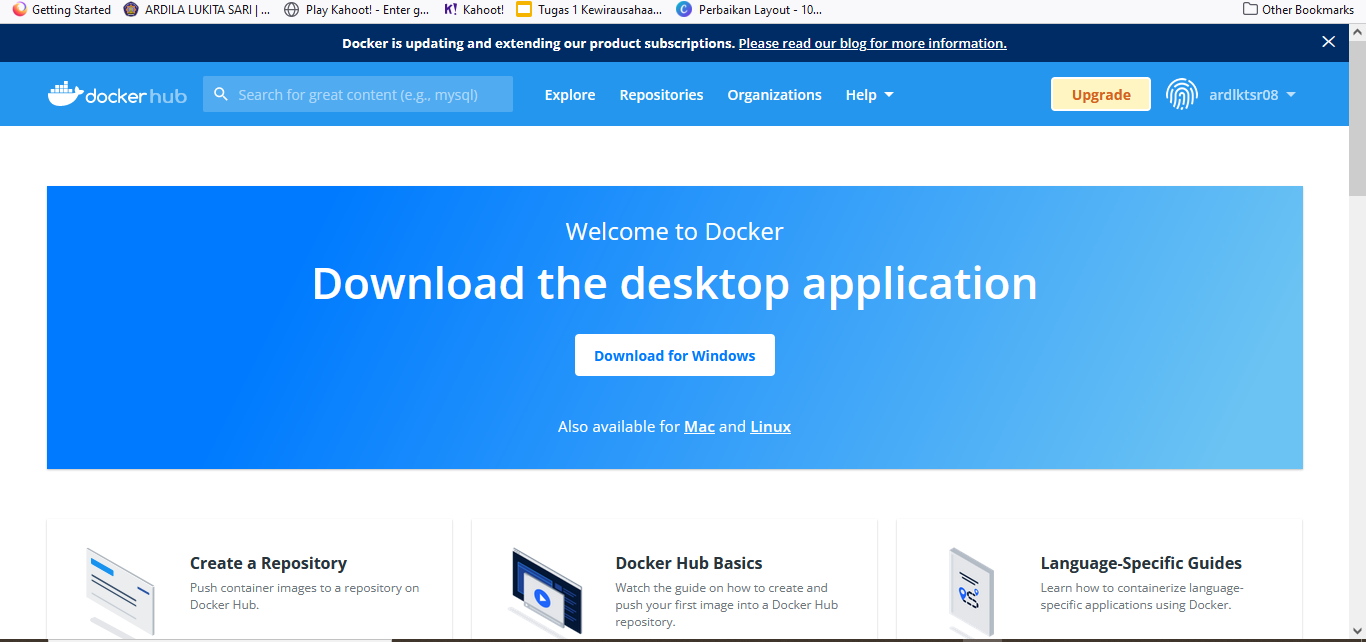 Getting Started ARDILA LUKITA SARI | ... Play Kahoot! - Enter g... K! Kahoot! Tugas 1 Kewirausahaa... C Perbaikan Layout - 10... Other Bookmarks
Docker is updating and extending our product subscriptions. Please read our blog for more information.
docker hub Search for great content (e.g., mysql) Explore Repositories Organizations Help Upgrade ardlktsr08
Welcome to Docker
Download the desktop application
Download for Windows
Also available for Mac and Linux
Create a Repository
Push container images to a repository on
Docker Hub.
Docker Hub Basics
Watch the guide on how to create and
push your first image into a Docker Hub
repository.
Language-Specific Guides
Learn how to containerize language-
specific applications using Docker.